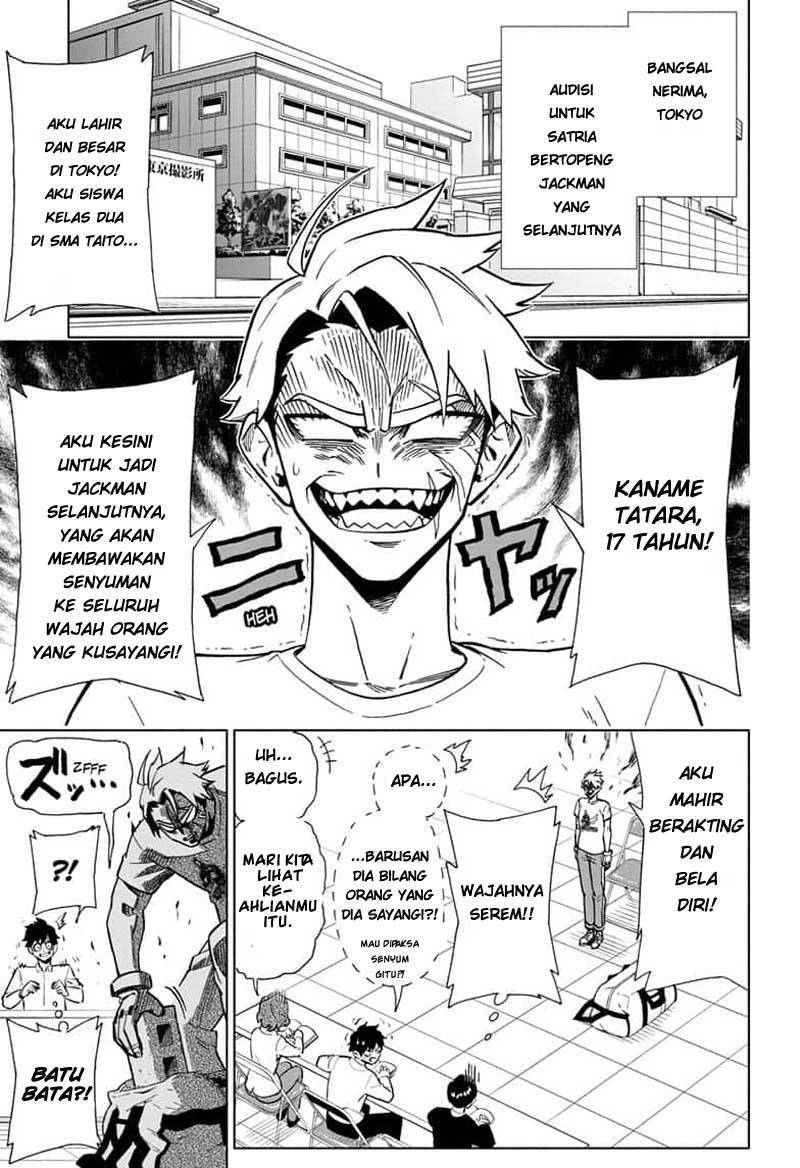 BANGSAL
NERIMA,
TOKYO
AUDISI
UNTUK
SATRIA
BERTOPENG
JACKMAN
YANG
SELANJUTNYA
AKU LAHIR
DAN BESAR
DI TOKYO!
AKU SISWA
KELAS DUA
DI SMA TAITO...
京撮影所
KANAME
TATARA,
17 TAHUN!
ニヤッ
HEH
AKU KESINI
UNTUK JADI
JACKMAN
SELANJUTNYA,
YANG AKAN
MEMBAWAKAN
SENYUMAN
KE SELURUH
WAJAH ORANG
YANG KUSAYANGI!
AKU
MAHIR
BERAKTING
DAN
BELA
DIRI!
WAJAHNYA
SEREM!!
APA...
...BARUSAN
DIA BILANG
ORANG YANG
DIA SAYANGI?!
MAU DIPAKSA
SENYUM
GITU?!
UH...
BAGUS.
MARI KITA
LIHAT
KE-
AHLIANMU
ITU.
ズッ...
ZFFF
?!
BATU
BATA?!